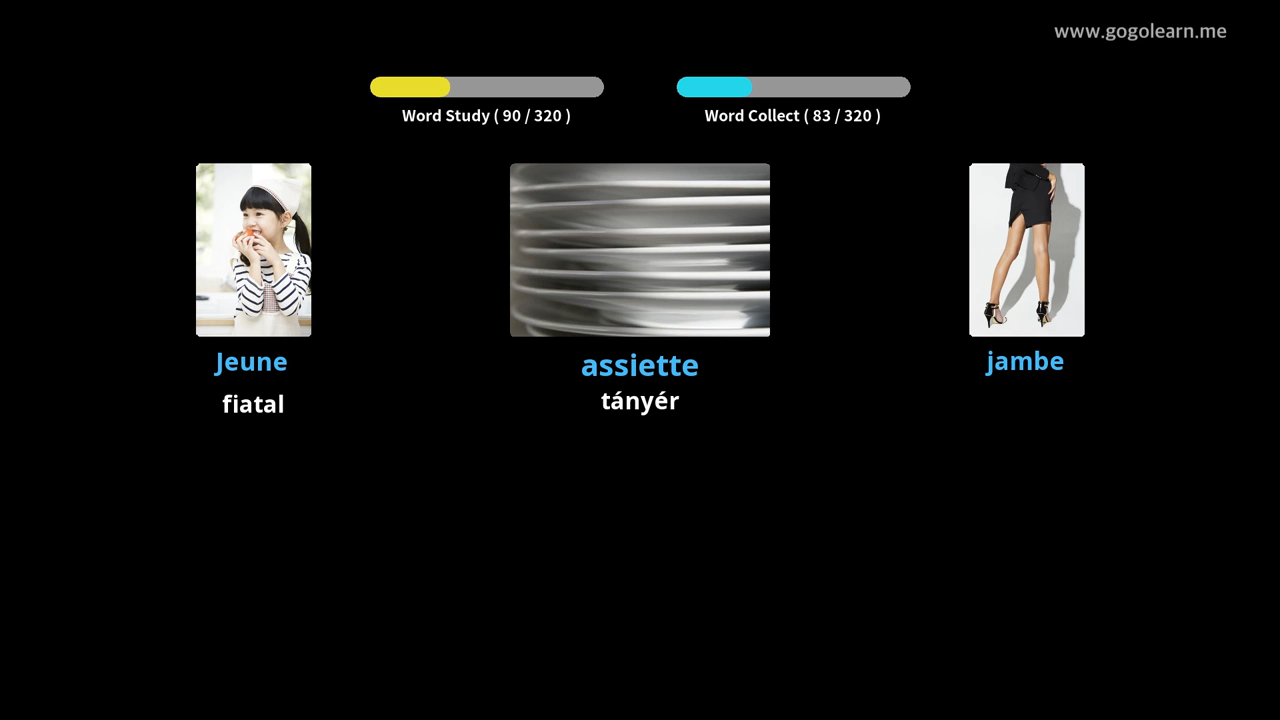 www.gogolearn.me
Word Study ( 90 / 320 )
Word Collect ( 83 / 320 )
Jeune
fiatal
assiette
tányér
jambe